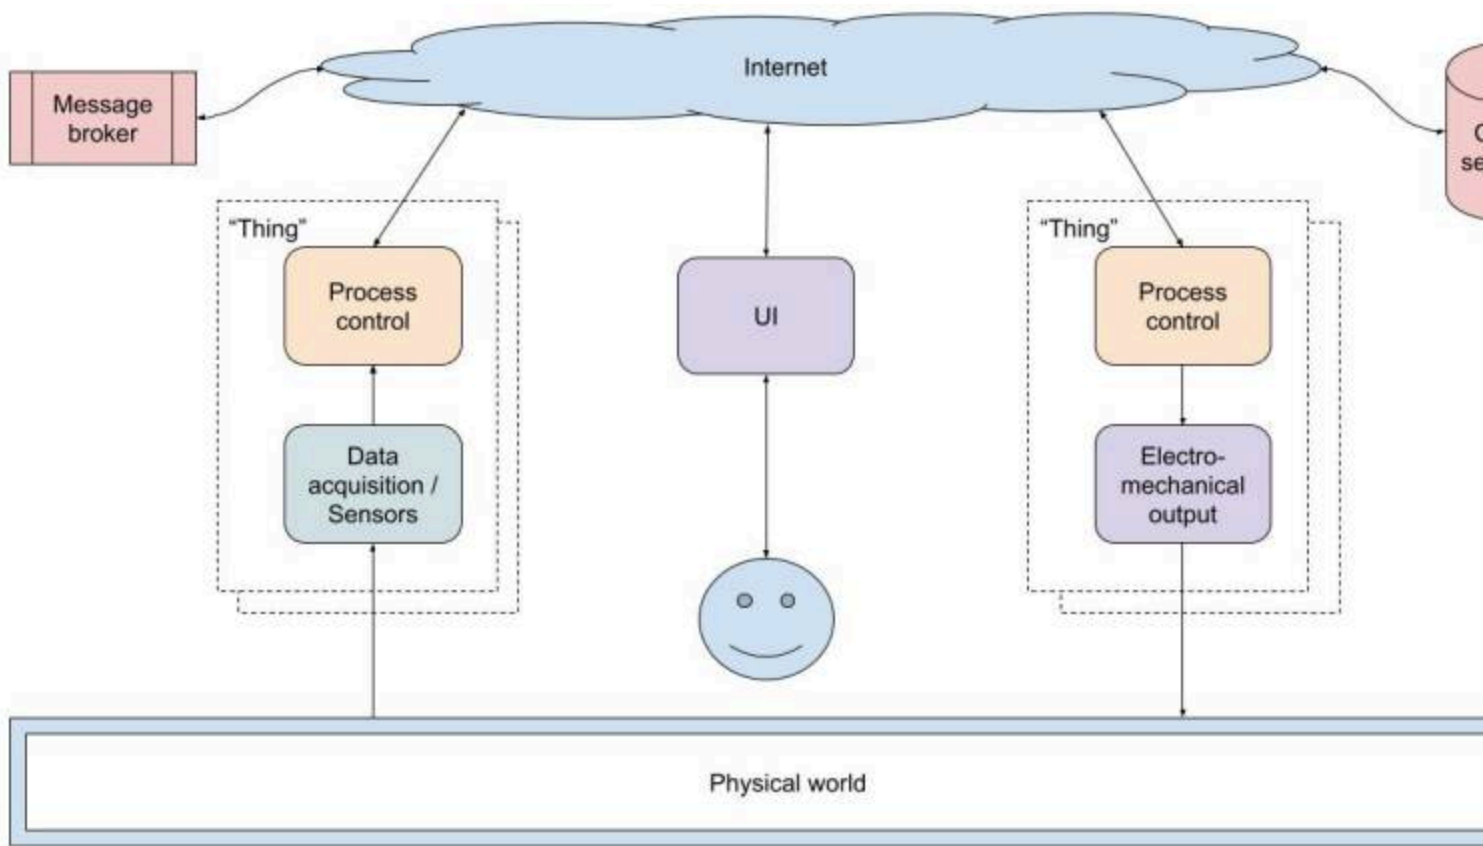 Internet
Message
broker
“Thing”
Process
control
Data
acquisition /
Sensors
UI
“Thing”
Process
control
Electro-
mechanical
output
Physical world